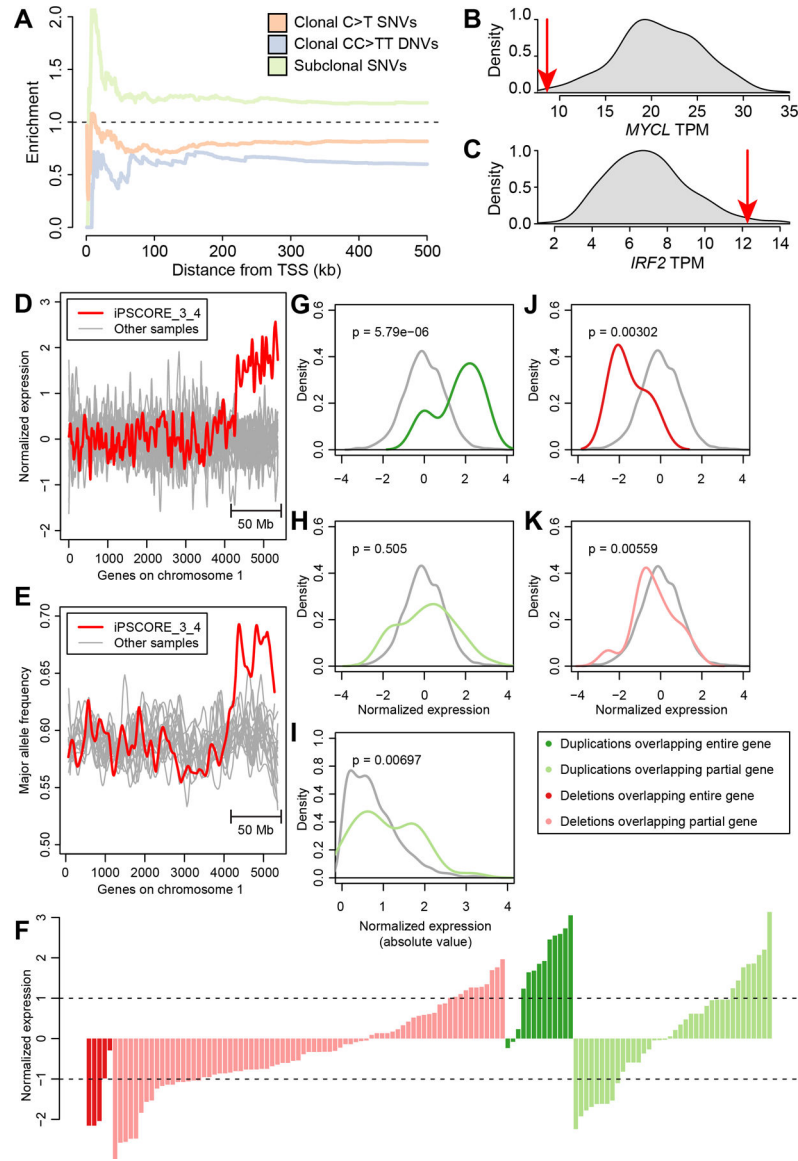 A
Enrichment
2.0
1.5
1.0
0.5
0.0
Clonal C>T SNVs
Clonal CC>TT DNVs
Subclonal SNVs
0 100 200 300 400 500
Distance from TSS (kb)
B
Density
1.0
0.5
0.0
10 15 20 25 30 35
MYCL TPM
C
Density
1.0
0.5
0.0
2 4 6 8 10 12 14
IRF2 TPM
D
Normalized expression
3
2
1
0
−1
−2
iPSCORE_3_4
Other samples
50 Mb
0 1000 2000 3000 4000 5000
Genes on chromosome 1
E
Major allele frequency
0.70
0.65
0.60
0.55
0.50
iPSCORE_3_4
Other samples
50 Mb
0 1000 2000 3000 4000 5000
Genes on chromosome 1
G
Density
0.6
0.4
0.2
0.0
p = 5.79e−06
−4 −2 0 2 4
H
Density
0.6
0.4
0.2
0.0
p = 0.505
−4 −2 0 2 4
Normalized expression
I
Density
1.0
0.8
0.6
0.4
0.2
0.0
p = 0.00697
0 1 2 3 4
Normalized expression
(absolute value)
J
Density
0.6
0.4
0.2
0.0
p = 0.00302
−4 −2 0 2 4
K
Density
0.6
0.4
0.2
0.0
p = 0.00559
−4 −2 0 2 4
Normalized expression
Duplications overlapping entire gene
Duplications overlapping partial gene
Deletions overlapping entire gene
Deletions overlapping partial gene
F
Normalized expression
3
2
1
0
−1
−2